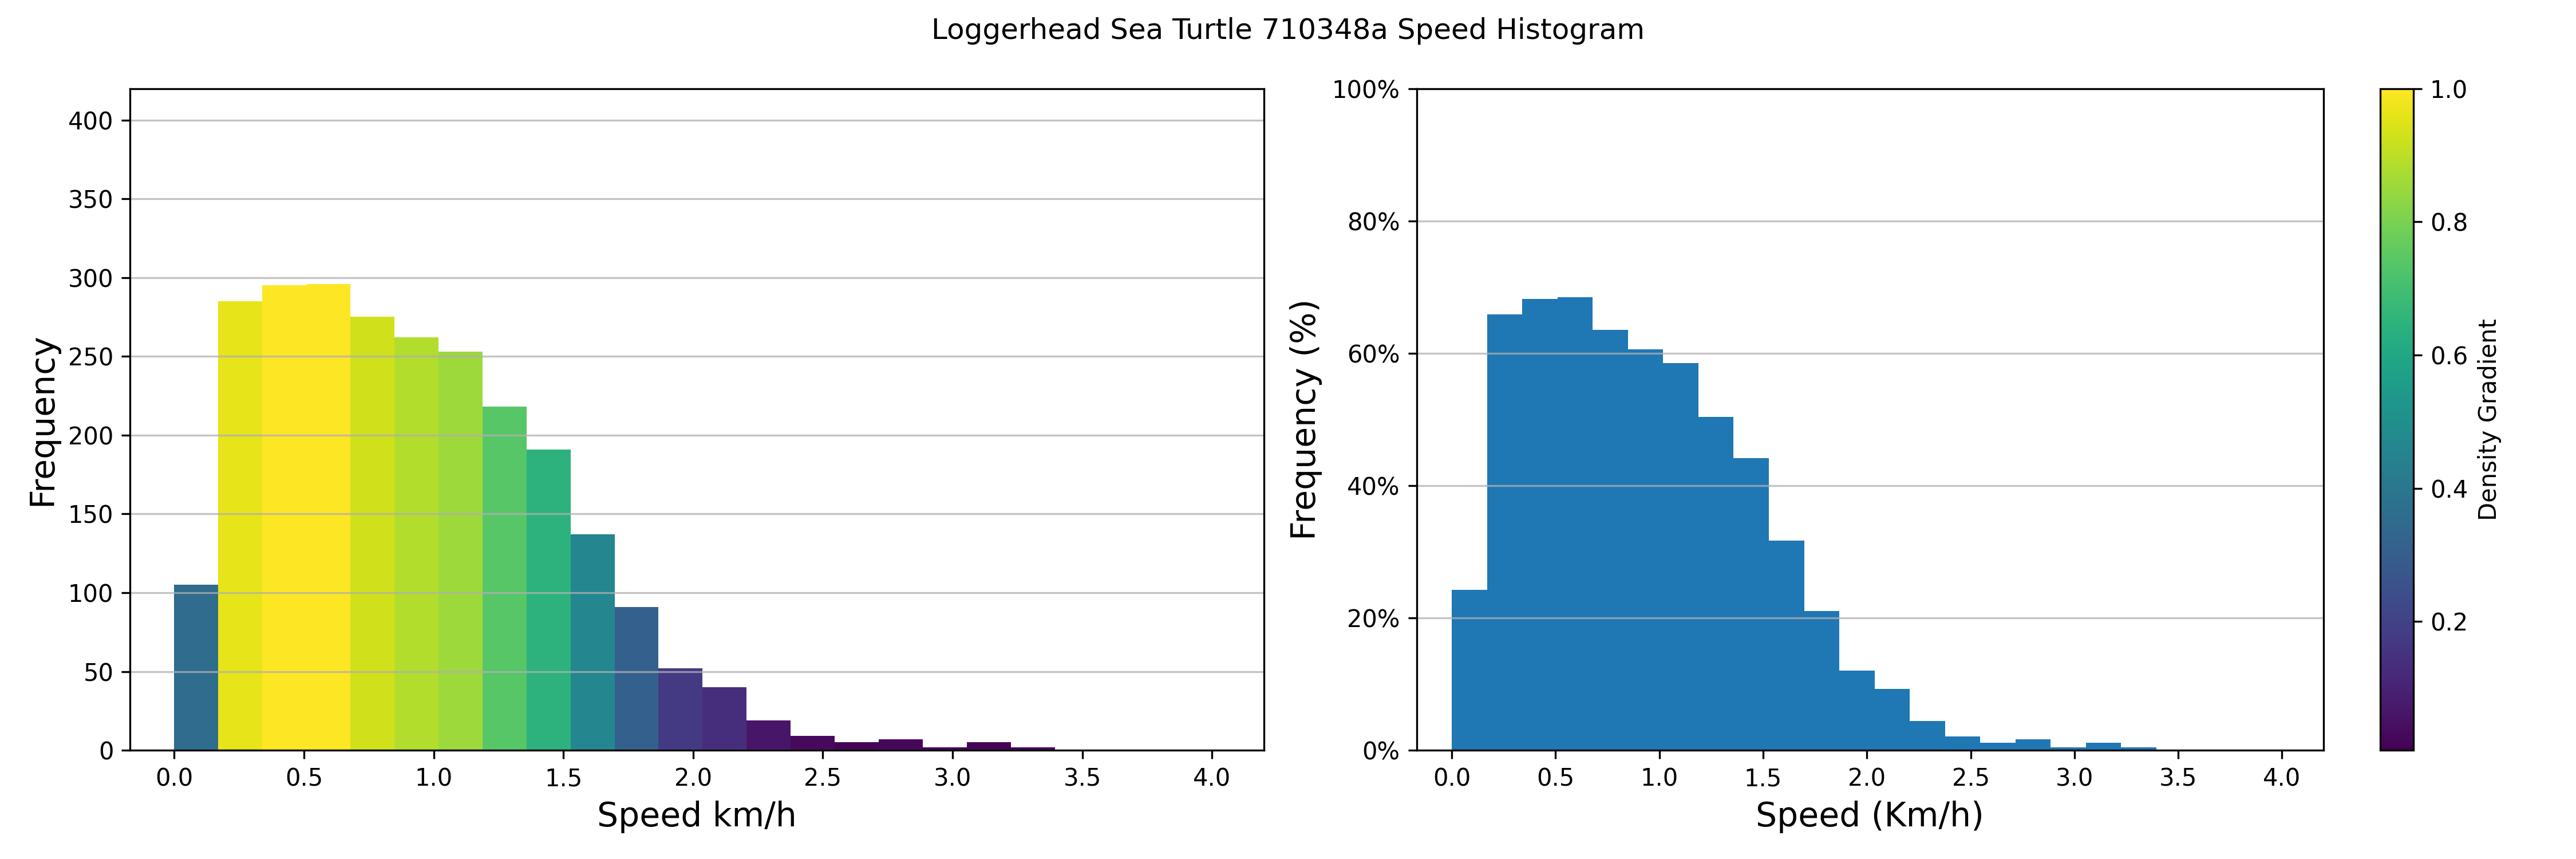 Loggerhead Sea Turtle 710348a Speed Histogram
400
350
300
250
200
150
100
50
0
Frequency
0.0 0.5 1.0 1.5 2.0 2.5 3.0 3.5 4.0
Speed km/h
100%
80%
60%
40%
20%
0%
Frequency (%)
0.0 0.5 1.0 1.5 2.0 2.5 3.0 3.5 4.0
Speed (Km/h)
1.0
0.8
0.6
0.4
0.2
Density Gradient